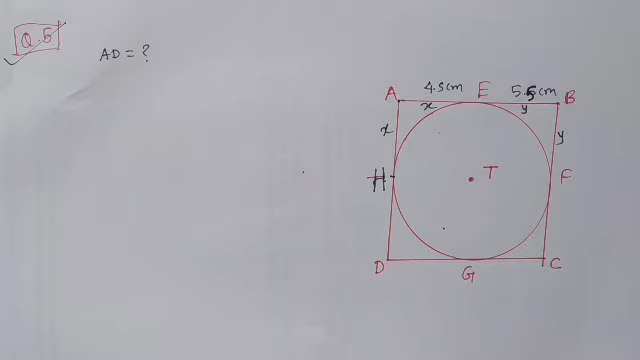 Q.5
AD = ?
4.5cm E 5.5cm
A x y B
x y
H T F
D G C